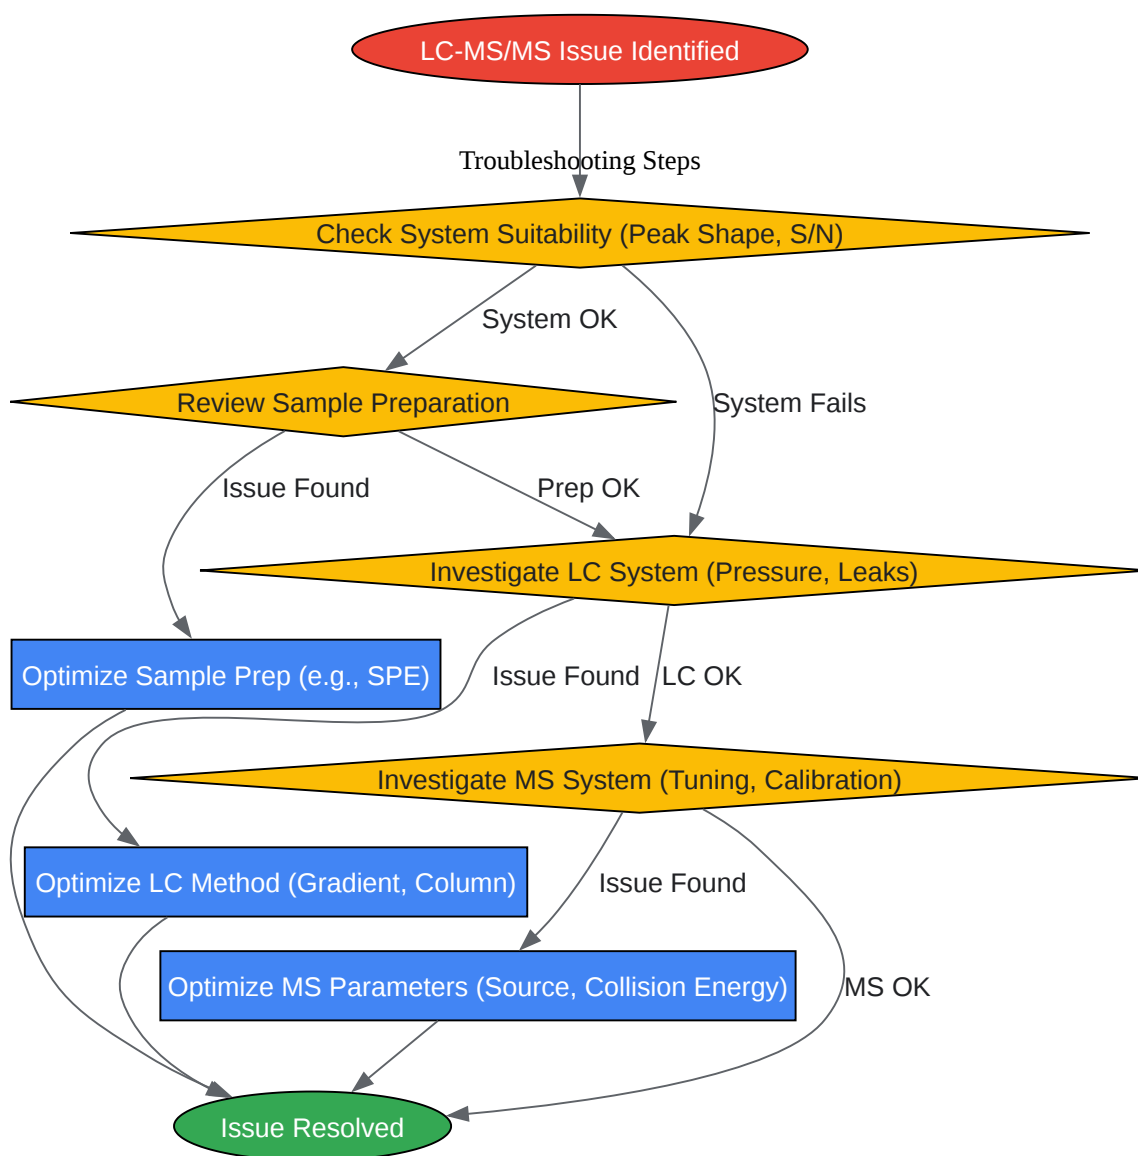 LC-MS/MS Issue Identified
Troubleshooting Steps
Check System Suitability (Peak Shape, S/N)
System OK
Review Sample Preparation
System Fails
Issue Found
Prep OK
Investigate LC System (Pressure, Leaks)
Optimize Sample Prep (e.g., SPE)
Issue Found
LC OK
Investigate MS System (Tuning, Calibration)
Optimize LC Method (Gradient, Column)
Issue Found
Optimize MS Parameters (Source, Collision Energy)
MS OK
Issue Resolved